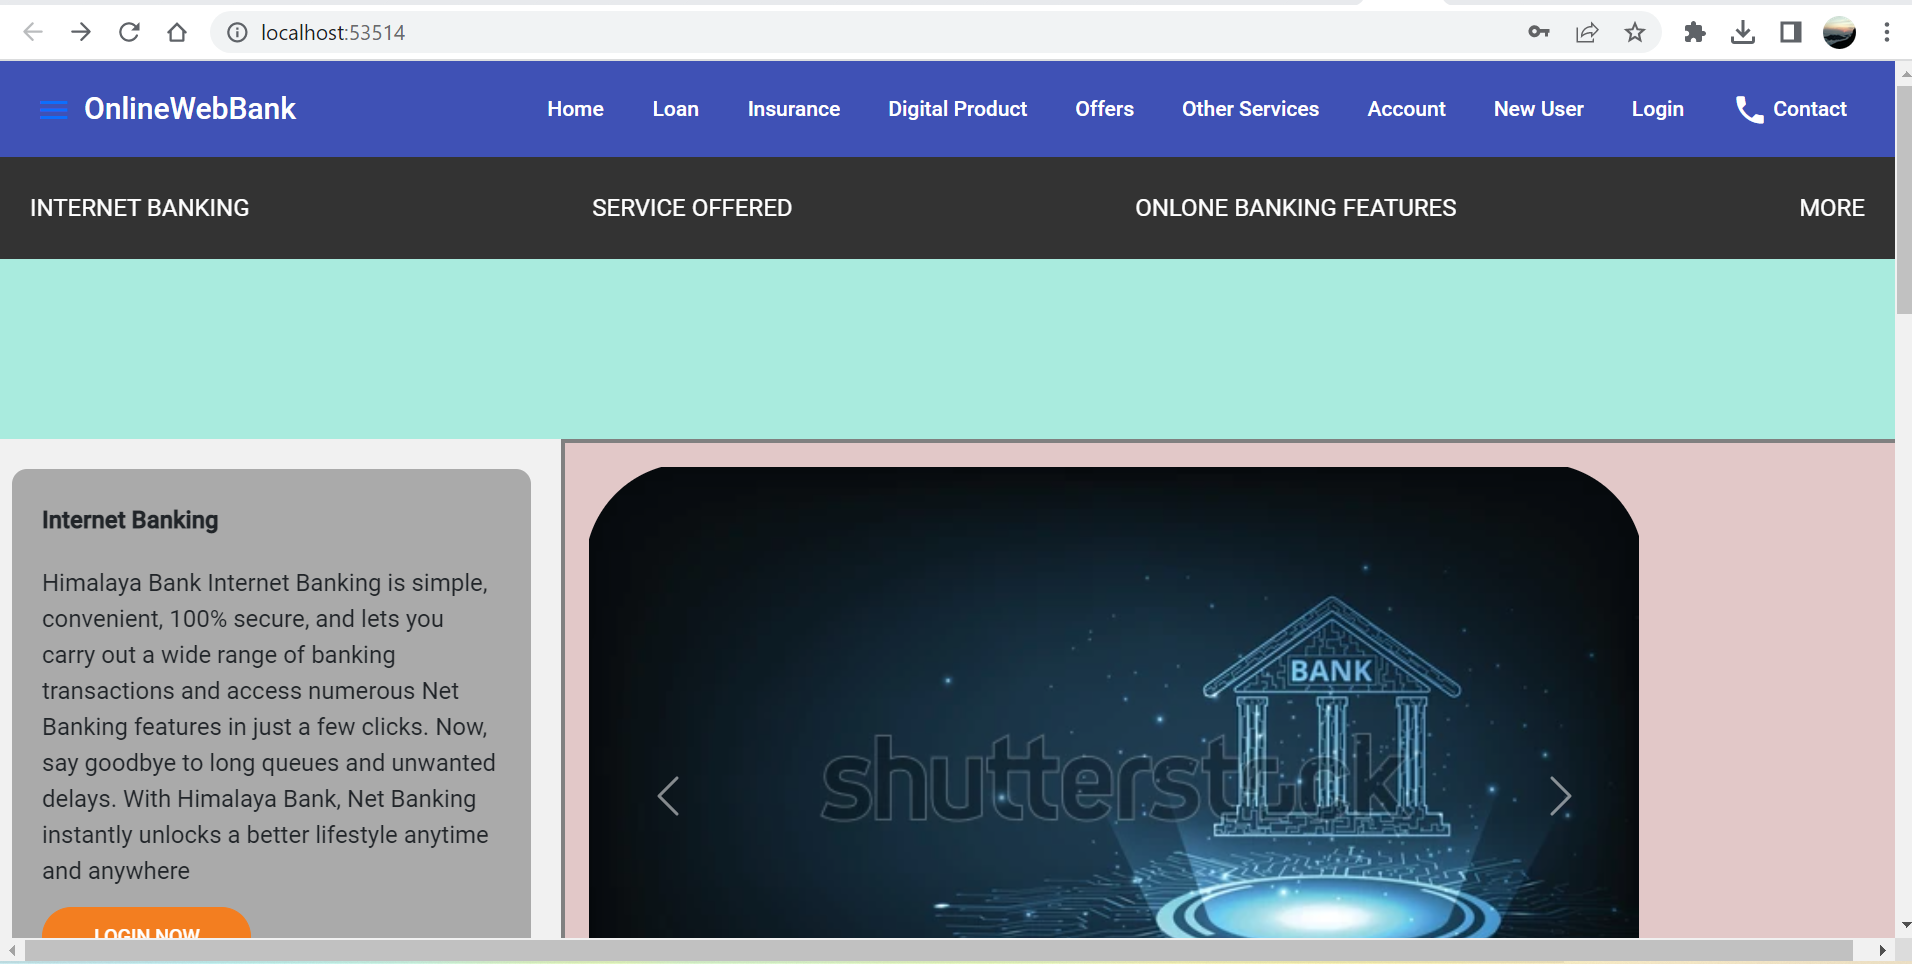 localhost:53514
OnlineWebBank Home Loan Insurance Digital Product Offers Other Services Account New User Login Contact
INTERNET BANKING SERVICE OFFERED ONLONE BANKING FEATURES MORE
Internet Banking
Himalaya Bank Internet Banking is simple,
convenient, 100% secure, and lets you
carry out a wide range of banking
transactions and access numerous Net
Banking features in just a few clicks. Now,
say goodbye to long queues and unwanted
delays. With Himalaya Bank, Net Banking
instantly unlocks a better lifestyle anytime
and anywhere
LOGIN NOW
BANK
shutterstock